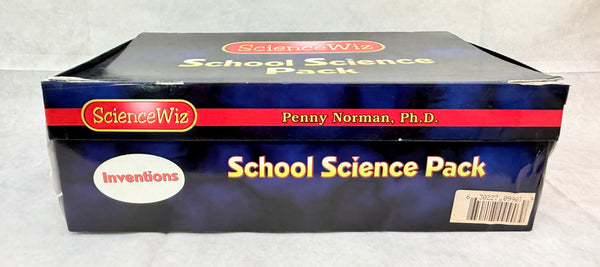 ScienceWiz
School Science
Pack
ScienceWiz
Penny Norman, Ph.D.
Inventions
School Science Pack